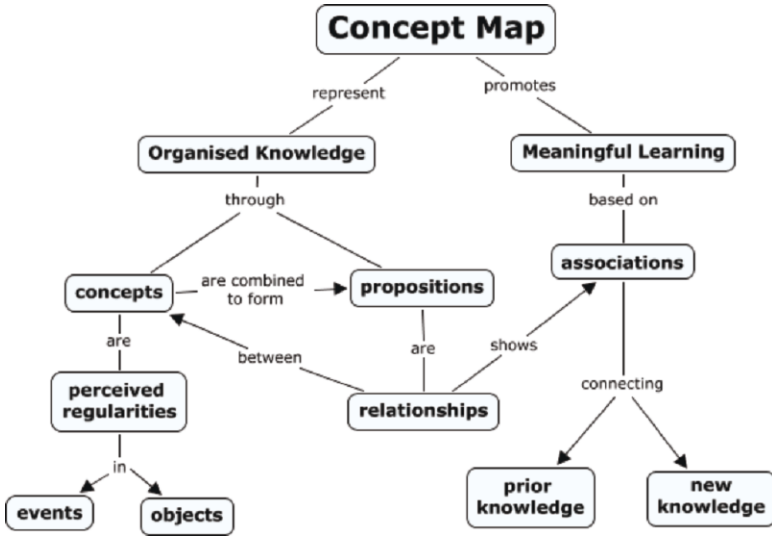 Concept Map
represent
promotes
Organised Knowledge
Meaningful Learning
through
based on
concepts
are combined
to form
propositions
associations
are
between
are
shows
perceived
regularities
relationships
connecting
in
events
objects
prior
knowledge
new
knowledge